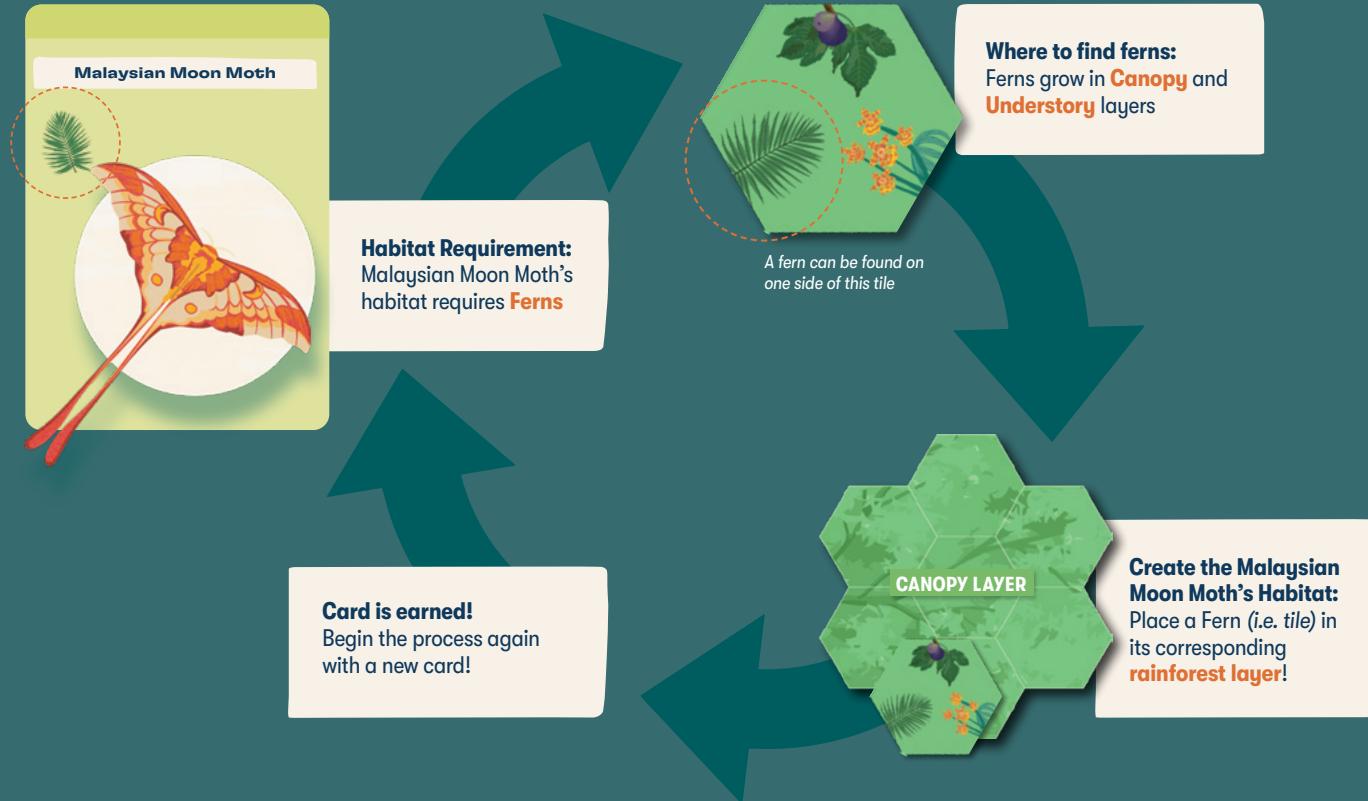 Malaysian Moon Moth
Habitat Requirement:
Malaysian Moon Moth's
habitat requires Ferns
Where to find ferns:
Ferns grow in Canopy and
Understory layers
A fern can be found on
one side of this tile
CANOPY LAYER
Create the Malaysian
Moon Moth's Habitat:
Place a Fern (i.e. tile) in
its corresponding
rainforest layer!
Card is earned!
Begin the process again
with a new card!